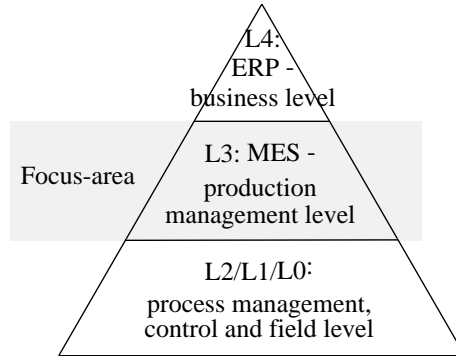 L4:
ERP -
business level
Focus-area
L3: MES -
production
management level
L2/L1/L0:
process management,
control and field level